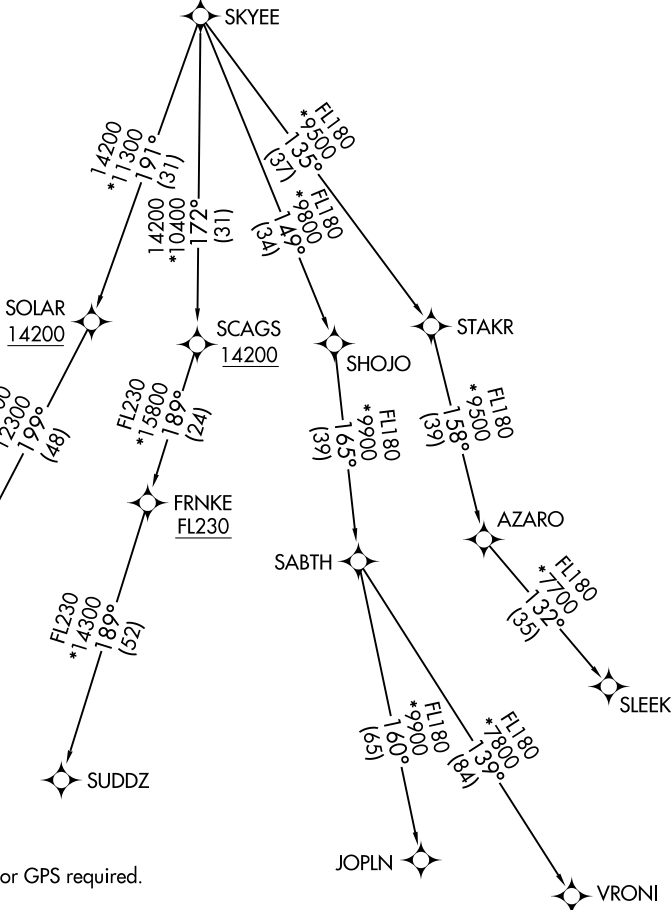 SKYEE
14200
*11300
191°
(31)
14200
*10400
172°
(31)
FL180
*9800
149°
(34)
FL180
*9500
135°
(37)
SOLAR
14200
SCAGS
14200
SHOJO
STAKR
199°
(48)
FL230
*15800
189°
(24)
FL180
*9900
165°
(39)
FL180
*9500
158°
(39)
FRNKE
FL230
AZARO
SABTH
FL230
*14300
189°
(52)
FL180
*7700
132°
(35)
SLEEK
FL180
*9900
160°
(65)
FL180
*7800
139°
(84)
SUDDZ
JOPLN
VRONI
or GPS required.